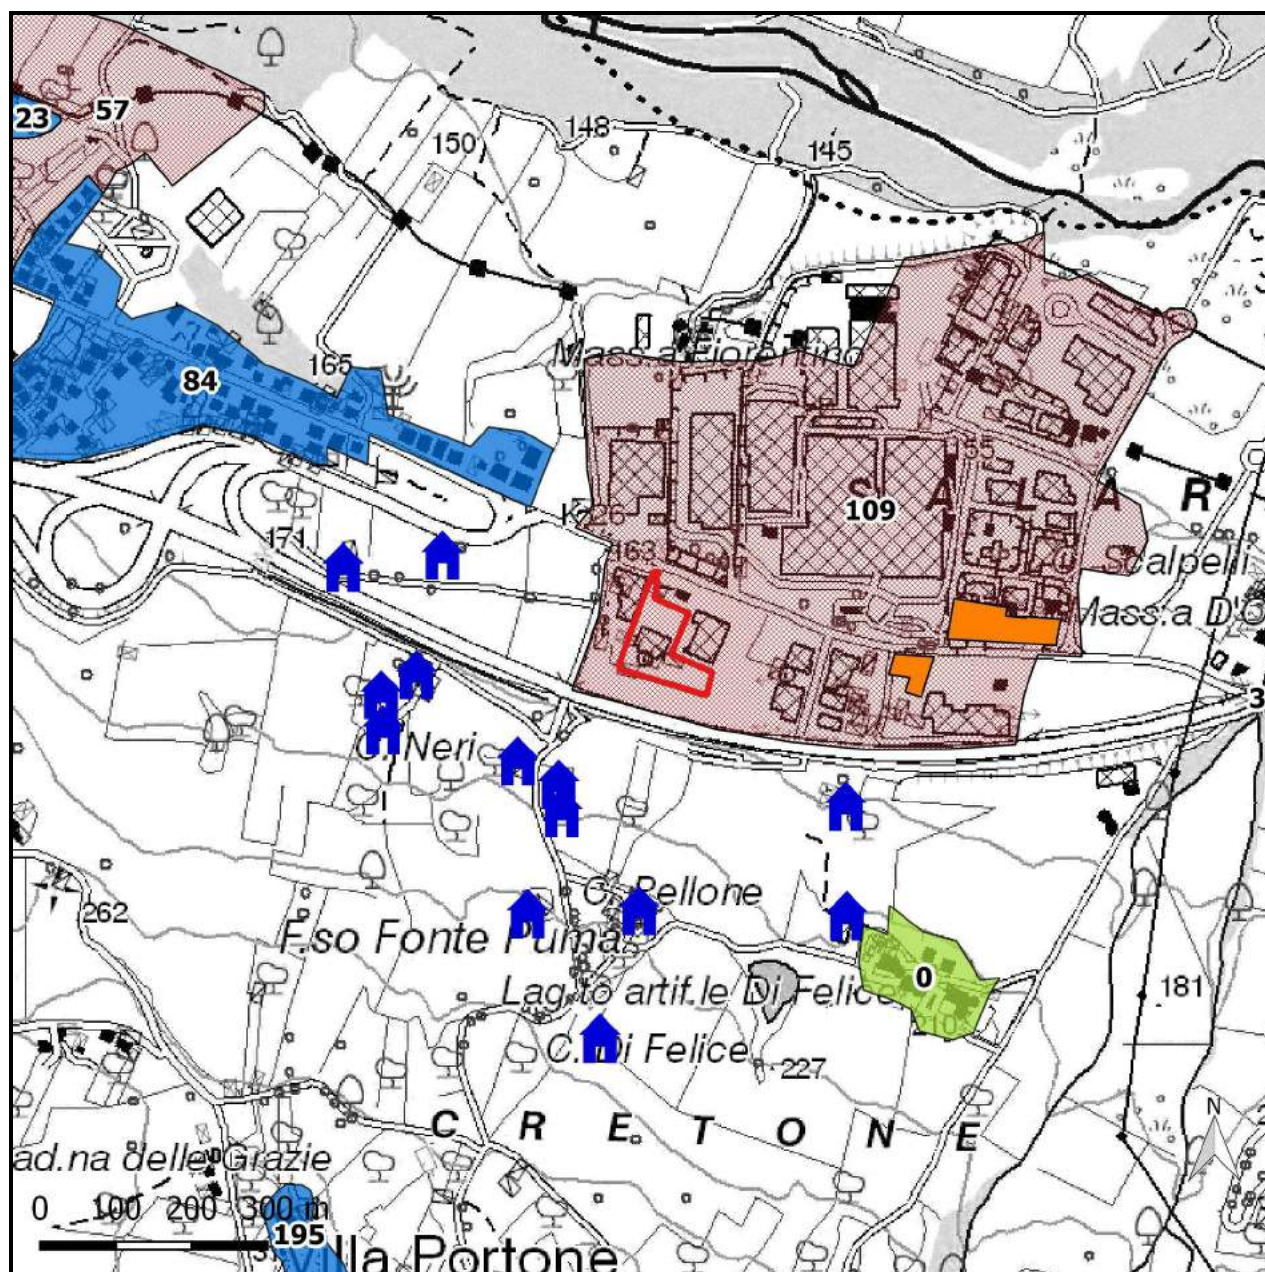 57
23
150
148
145
165
Mass.a Fiorentino
84
55
S A L A R
109
171
163
Scalpelli
Mass:a D'O
3
C. Neri
262
C. Pellone
F.so Fonte Puma
Lag.to artif.le Di Felice
0
181
210
C. Di Felice
227
C R E T O N E
N
ad.na delle Grazie
0 100 200 300 m
195
lla Portone